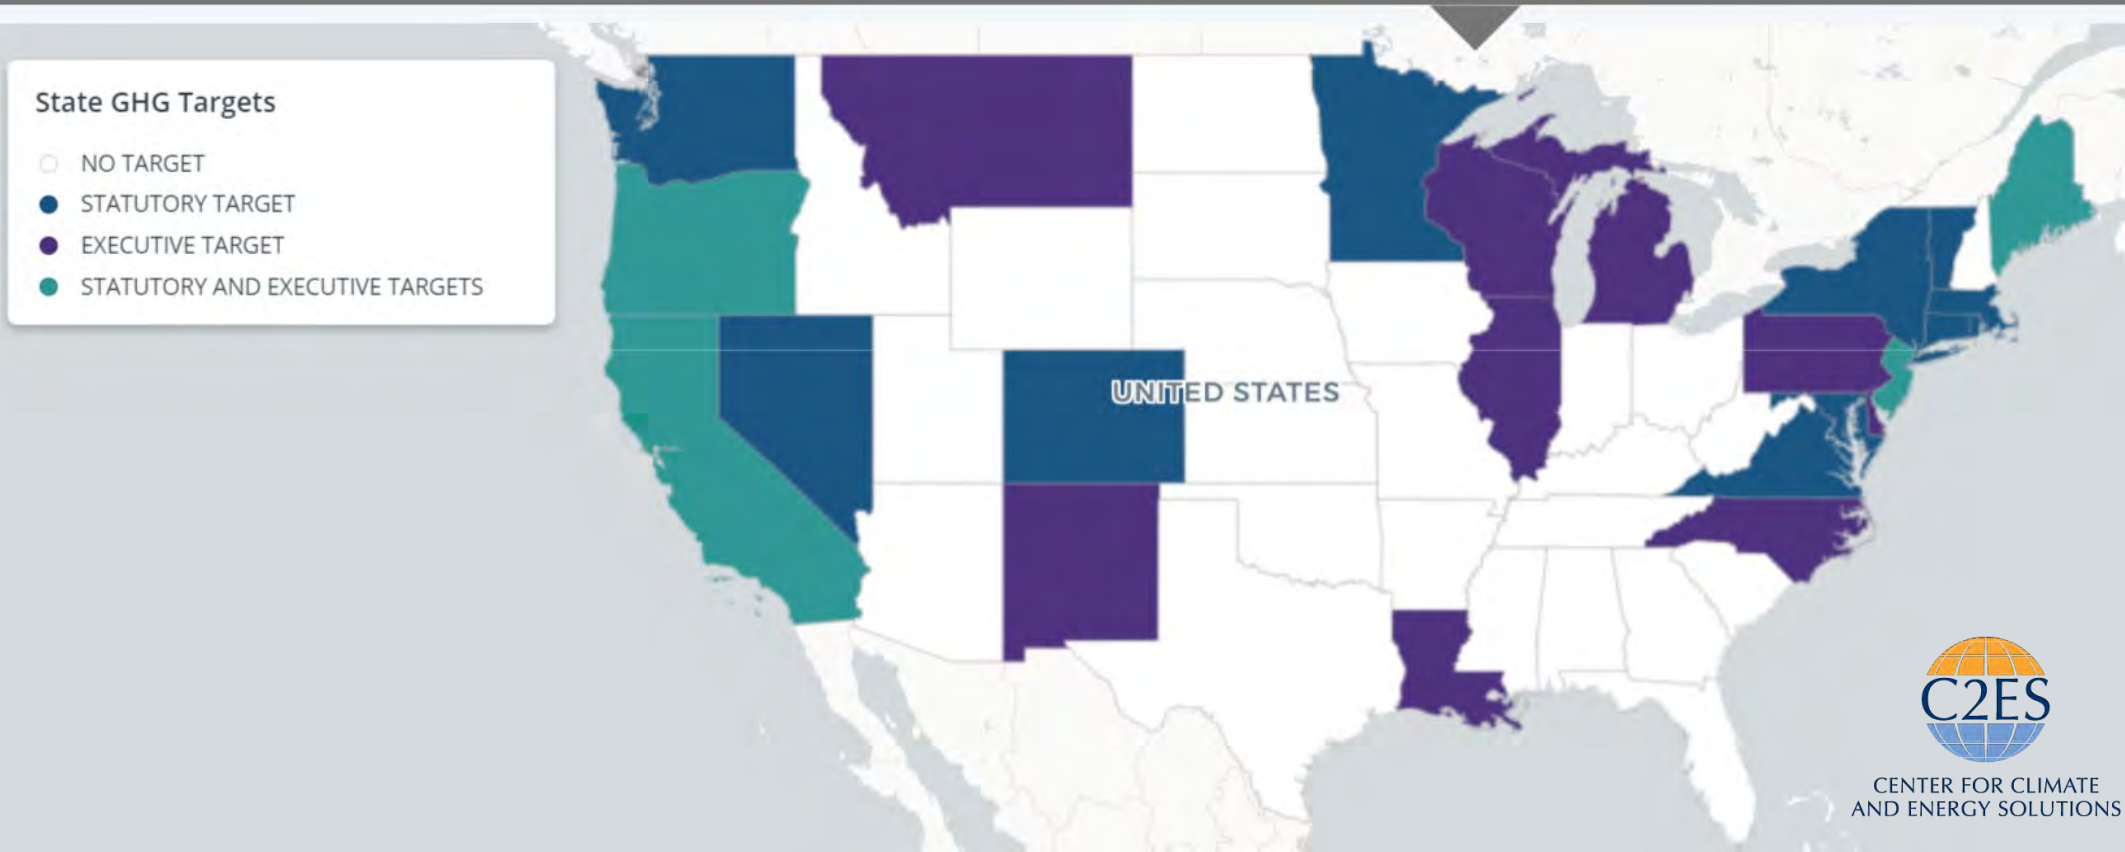 State GHG Targets
NO TARGET
STATUTORY TARGET
EXECUTIVE TARGET
STATUTORY AND EXECUTIVE TARGETS
UNITED STATES
C2ES
CENTER FOR CLIMATE
AND ENERGY SOLUTIONS